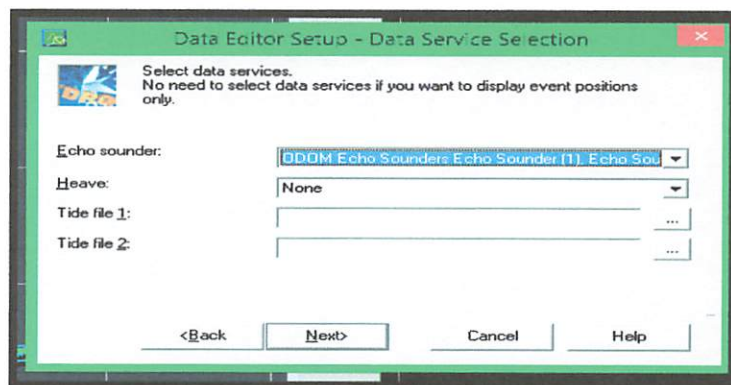 Data Editor Setup - Data Service Selection
Select data services.
No need to select data services if you want to display event positions
only.
Echo sounder:
ODOM Echo Sounders Echo Sounder (1), Echo Sou
Heave:
None
Tide file 1:
...
Tide file 2:
...
<Back
Next>
Cancel
Help